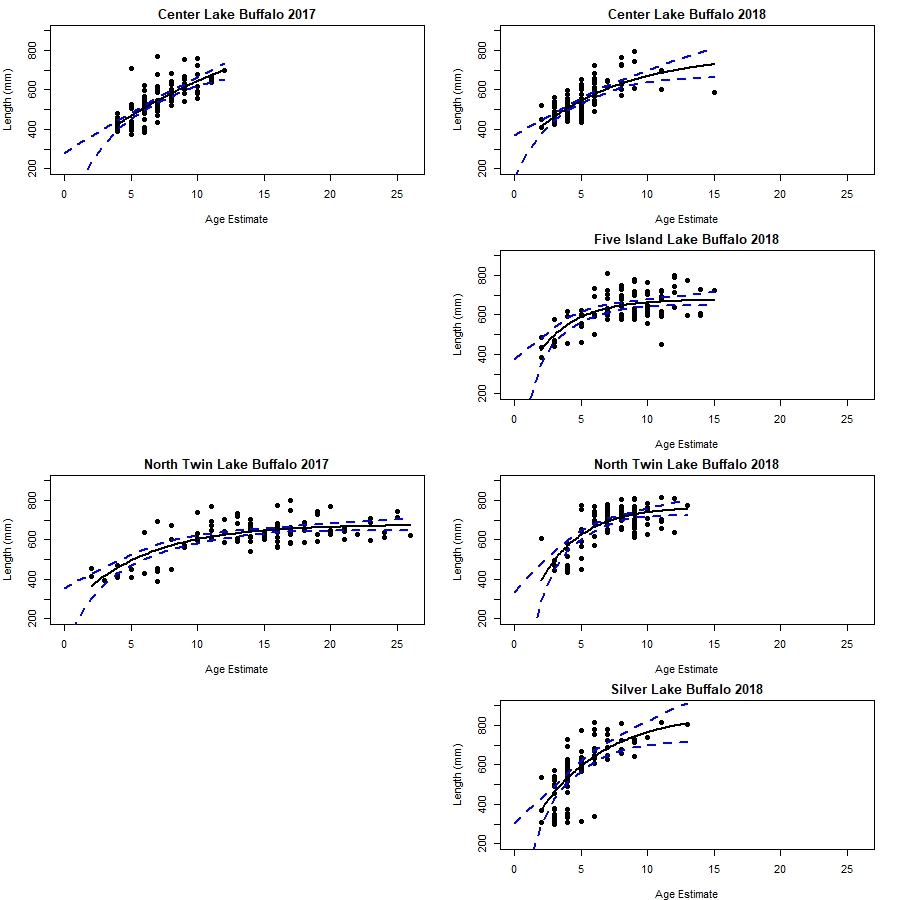 Center Lake Buffalo 2017
Length (mm)
200 400 600 800
0 5 10 15 20 25
Age Estimate
Center Lake Buffalo 2018
Length (mm)
200 400 600 800
0 5 10 15 20 25
Age Estimate
Five Island Lake Buffalo 2018
Length (mm)
200 400 600 800
0 5 10 15 20 25
Age Estimate
North Twin Lake Buffalo 2017
Length (mm)
200 400 600 800
0 5 10 15 20 25
Age Estimate
North Twin Lake Buffalo 2018
Length (mm)
200 400 600 800
0 5 10 15 20 25
Age Estimate
Silver Lake Buffalo 2018
Length (mm)
200 400 600 800
0 5 10 15 20 25
Age Estimate